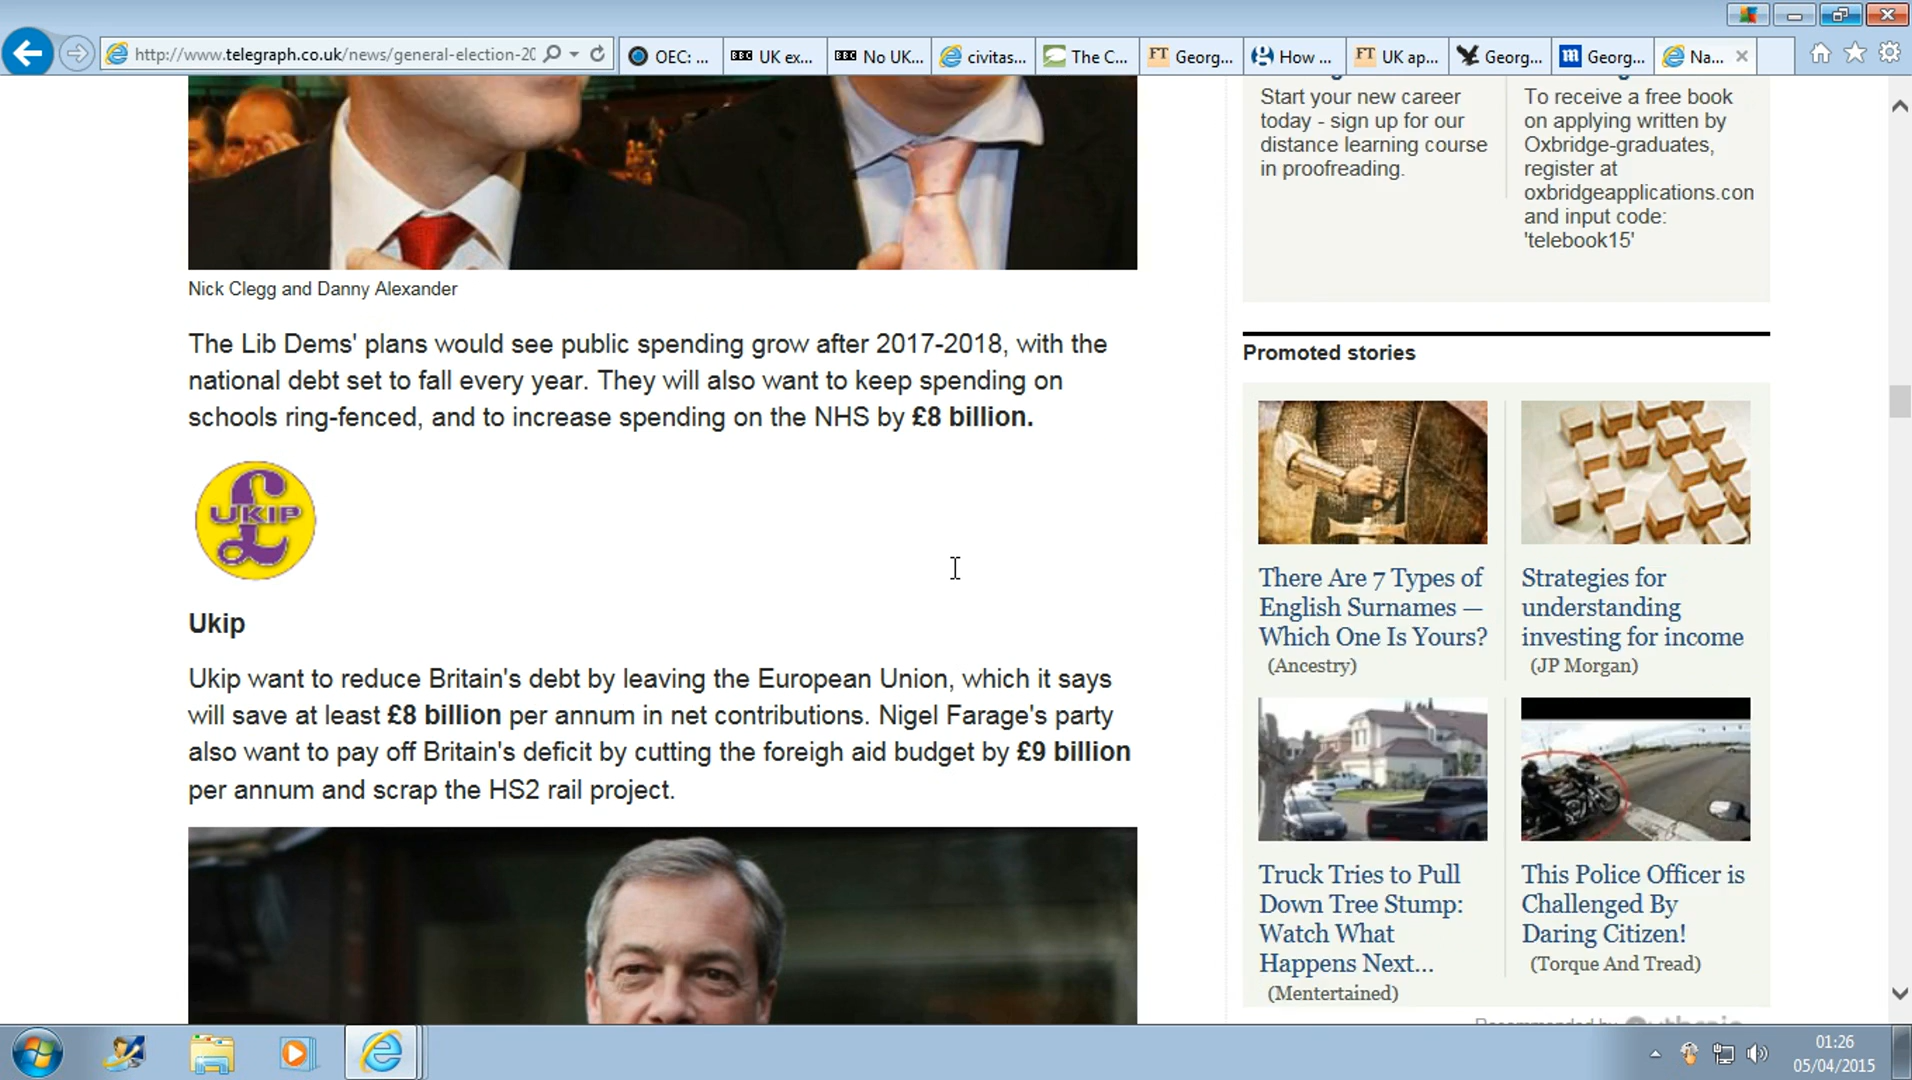 http://www.telegraph.co.uk/news/general-election-20
OEC: ...
BBC UK ex...
BBC No UK...
civitas...
The C...
FT Georg...
How ...
FT UK ap...
Georg...
m Georg...
Na...
Nick Clegg and Danny Alexander
The Lib Dems' plans would see public spending grow after 2017-2018, with the
national debt set to fall every year. They will also want to keep spending on
schools ring-fenced, and to increase spending on the NHS by £8 billion.
UKIP
Ukip
Ukip want to reduce Britain's debt by leaving the European Union, which it says
will save at least £8 billion per annum in net contributions. Nigel Farage's party
also want to pay off Britain's deficit by cutting the foreigh aid budget by £9 billion
per annum and scrap the HS2 rail project.
Start your new career
today - sign up for our
distance learning course
in proofreading.
To receive a free book
on applying written by
Oxbridge-graduates,
register at
oxbridgeapplications.con
and input code:
'telebook15'
Promoted stories
There Are 7 Types of
English Surnames —
Which One Is Yours?
(Ancestry)
Strategies for
understanding
investing for income
(JP Morgan)
Truck Tries to Pull
Down Tree Stump:
Watch What
Happens Next...
(Mentertained)
This Police Officer is
Challenged By
Daring Citizen!
(Torque And Tread)
Recommended by
01:26
05/04/2015